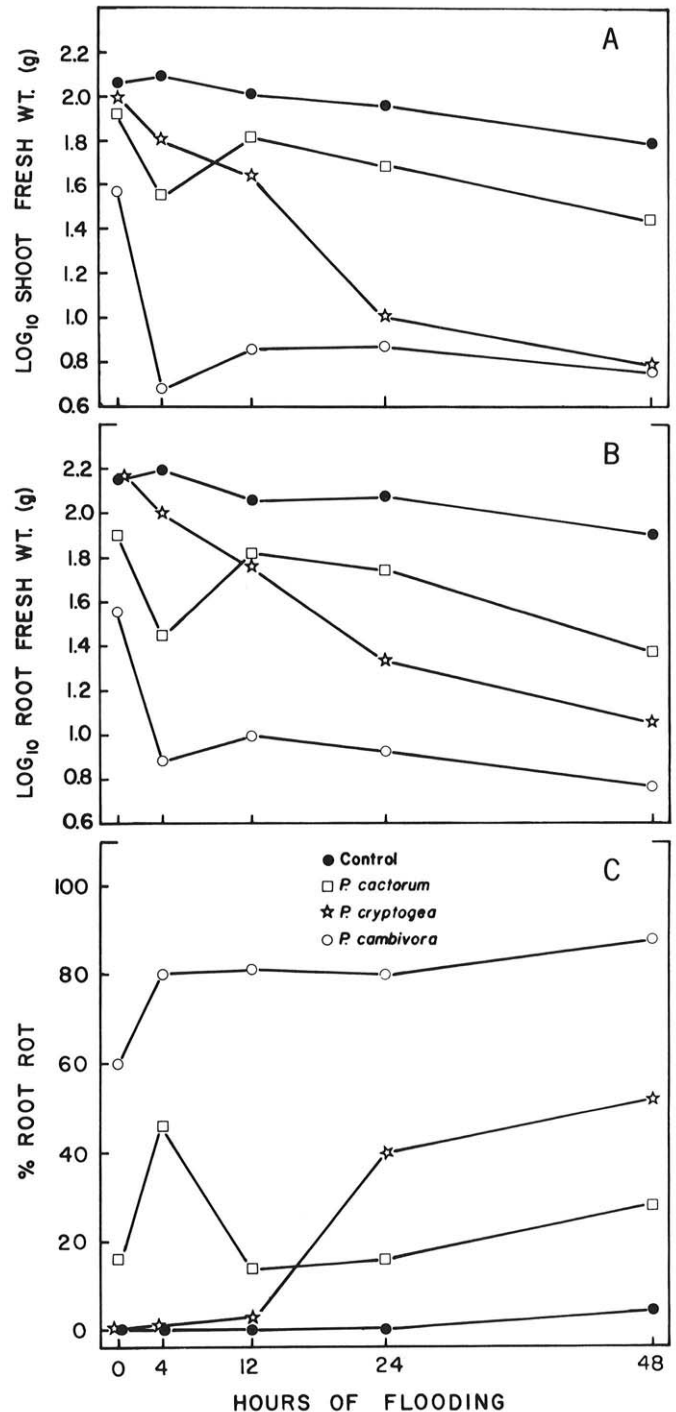 A
LOG10 SHOOT FRESH WT. (g)
2.2
2.0
1.8
1.6
1.4
1.2
1.0
0.8
0.6
B
LOG10 ROOT FRESH WT. (g)
2.2
2.0
1.8
1.6
1.4
1.2
1.0
0.8
0.6
C
Control
P. cactorum
P. cryptogea
P. cambivora
% ROOT ROT
100
80
60
40
20
0
0 4 12 24 48
HOURS OF FLOODING